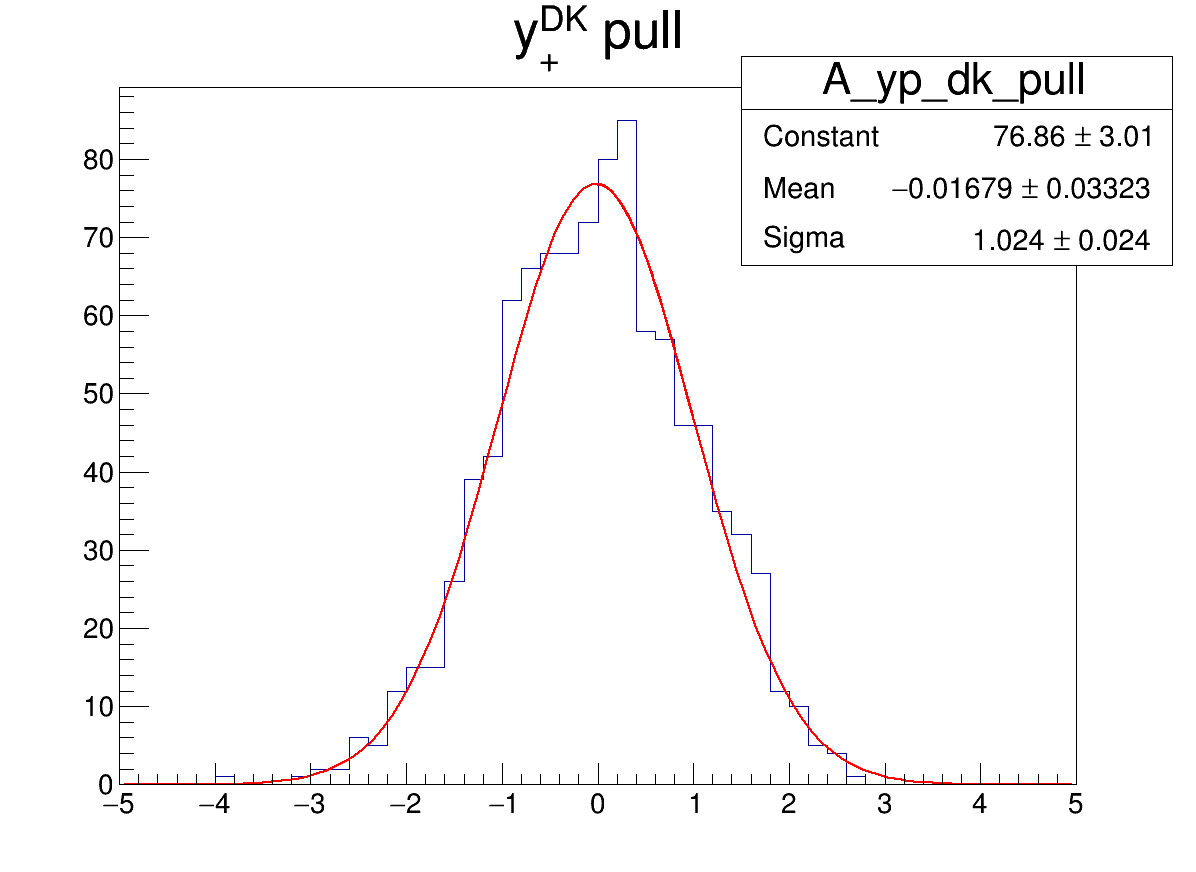 y₊ᴰᴷ pull
A_yp_dk_pull
Constant 76.86 ± 3.01
Mean −0.01679 ± 0.03323
Sigma 1.024 ± 0.024
80
70
60
50
40
30
20
10
0
−5 −4 −3 −2 −1 0 1 2 3 4 5